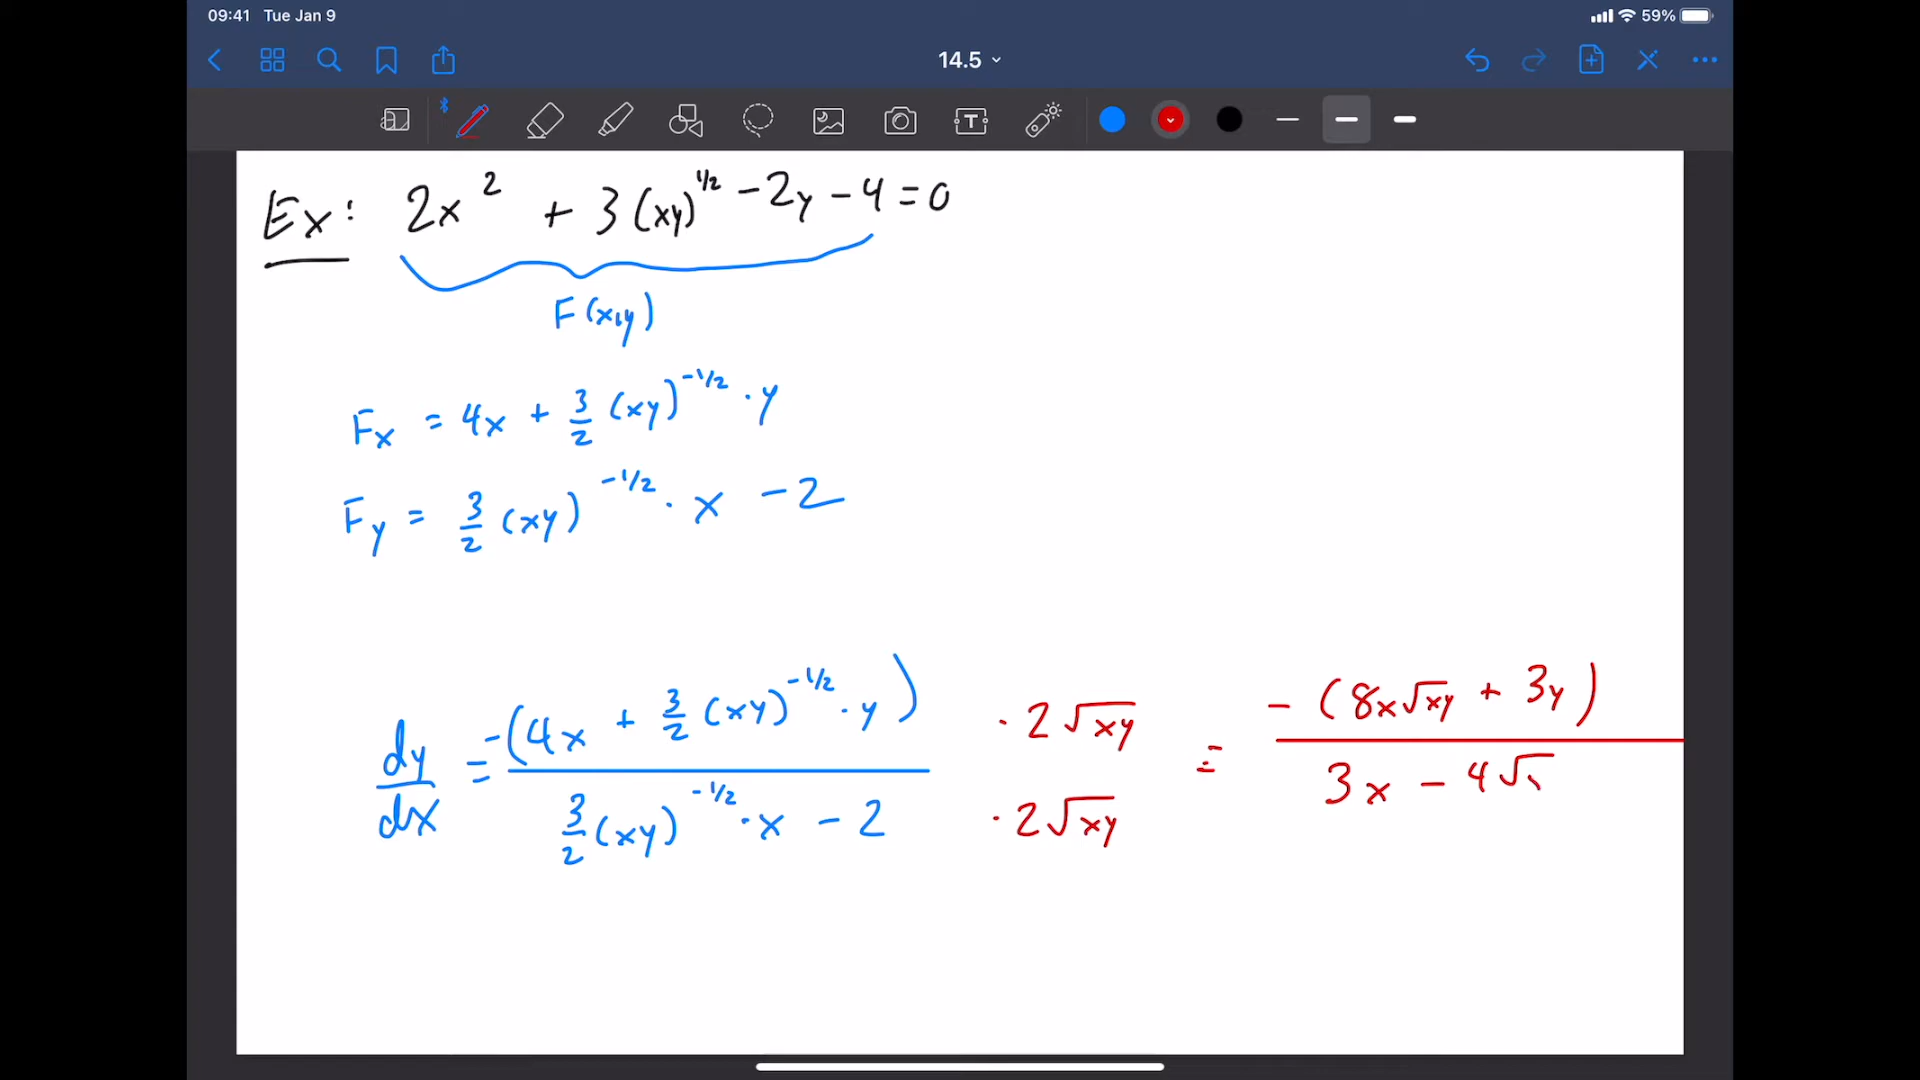 09:41 Tue Jan 9 59%
14.5
T
Ex: 2x² + 3(xy)^1/2 - 2y - 4 = 0
F(x,y)
Fx = 4x + 3/2 (xy)^-1/2 · y
Fy = 3/2 (xy)^-1/2 · x - 2
dy/dx = -(4x + 3/2 (xy)^-1/2 · y) / (3/2 (xy)^-1/2 · x - 2) · 2√xy / · 2√xy = -(8x√xy + 3y) / 3x - 4√